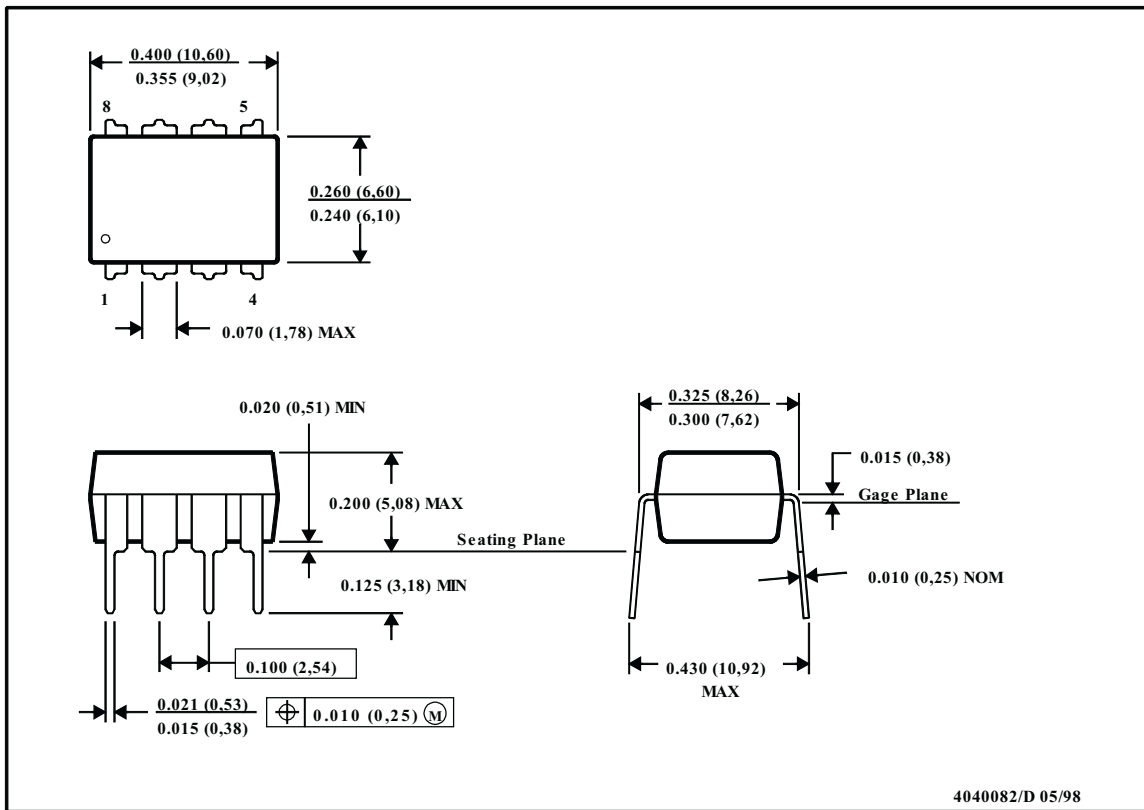 0.400 (10,60)
0.355 (9,02)
8 5
0.260 (6,60)
0.240 (6,10)
1 4
0.070 (1,78) MAX
0.020 (0,51) MIN
0.325 (8,26)
0.300 (7,62)
0.015 (0,38)
0.200 (5,08) MAX
Gage Plane
Seating Plane
0.125 (3,18) MIN
0.010 (0,25) NOM
0.100 (2,54)
0.430 (10,92)
MAX
0.021 (0,53)
0.015 (0,38)
0.010 (0,25) M
4040082/D 05/98